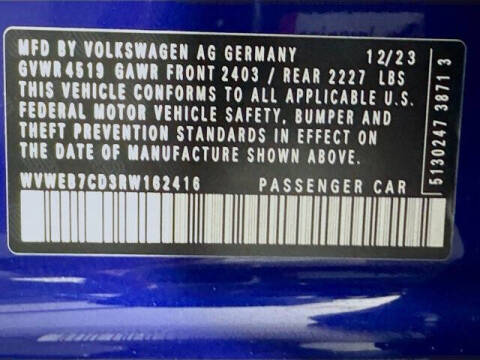 MFD BY VOLKSWAGEN AG GERMANY 12/23
GVWR 4519 GAWR FRONT 2403 / REAR 2227 LBS
THIS VEHICLE CONFORMS TO ALL APPLICABLE U.S.
FEDERAL MOTOR VEHICLE SAFETY, BUMPER AND
THEFT PREVENTION STANDARDS IN EFFECT ON
THE DATE OF MANUFACTURE SHOWN ABOVE.
WVWEB7CD3RW162416 PASSENGER CAR
5130247 3871 3